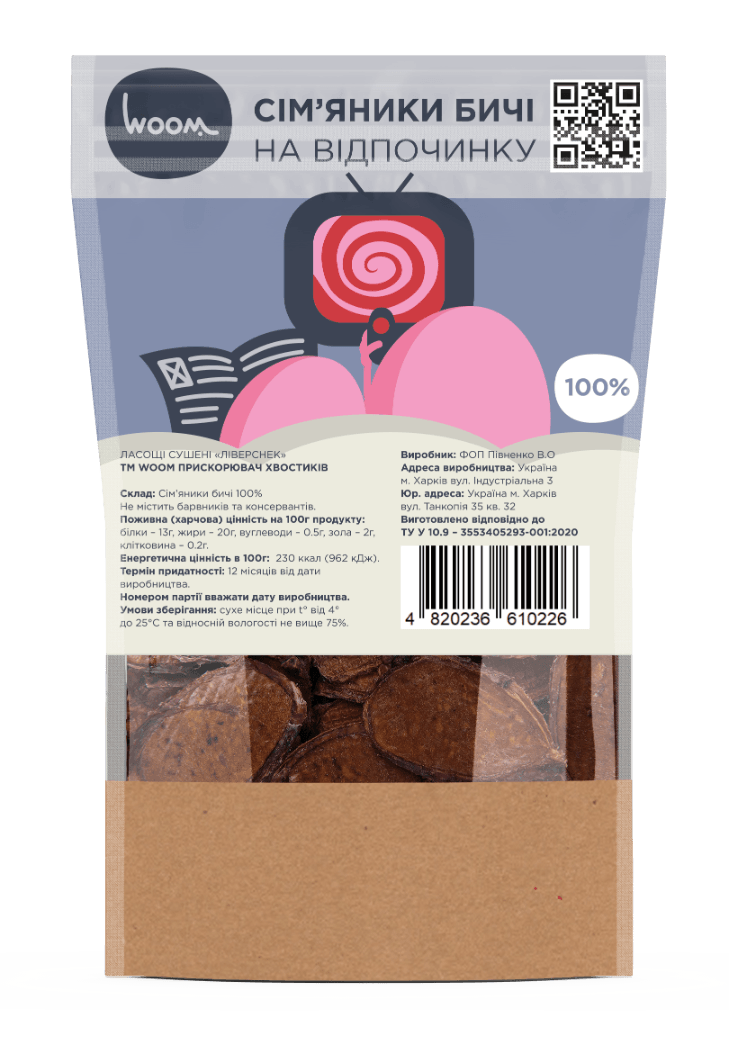 WOOM
СІМ'ЯНИКИ БИЧІ
НА ВІДПОЧИНКУ
100%
ЛАСОЩІ СУШЕНІ «ЛІВЕРСНЕК»
ТМ WOOM ПРИСКОРЮВАЧ ХВОСТИКІВ
Склад: Сім'яники бичі 100%
Не містить барвників та консервантів.
Поживна (харчова) цінність на 100г продукту:
білки – 13г, жири – 20г, вуглеводи – 0.5г, зола – 2г,
клітковина – 0.2г.
Енергетична цінність в 100г: 230 ккал (962 кДж).
Термін придатності: 12 місяців від дати
виробництва.
Номером партії вважати дату виробництва.
Умови зберігання: сухе місце при t° від 4°
до 25°С та відносній вологості не вище 75%.
Виробник: ФОП Півненко В.О
Адреса виробництва: Україна
м. Харків вул. Індустріальна 3
Юр. адреса: Україна м. Харків
вул. Танкопія 35 кв. 32
Виготовлено відповідно до
ТУ У 10.9 – 3553405293-001:2020
4 820236 610226